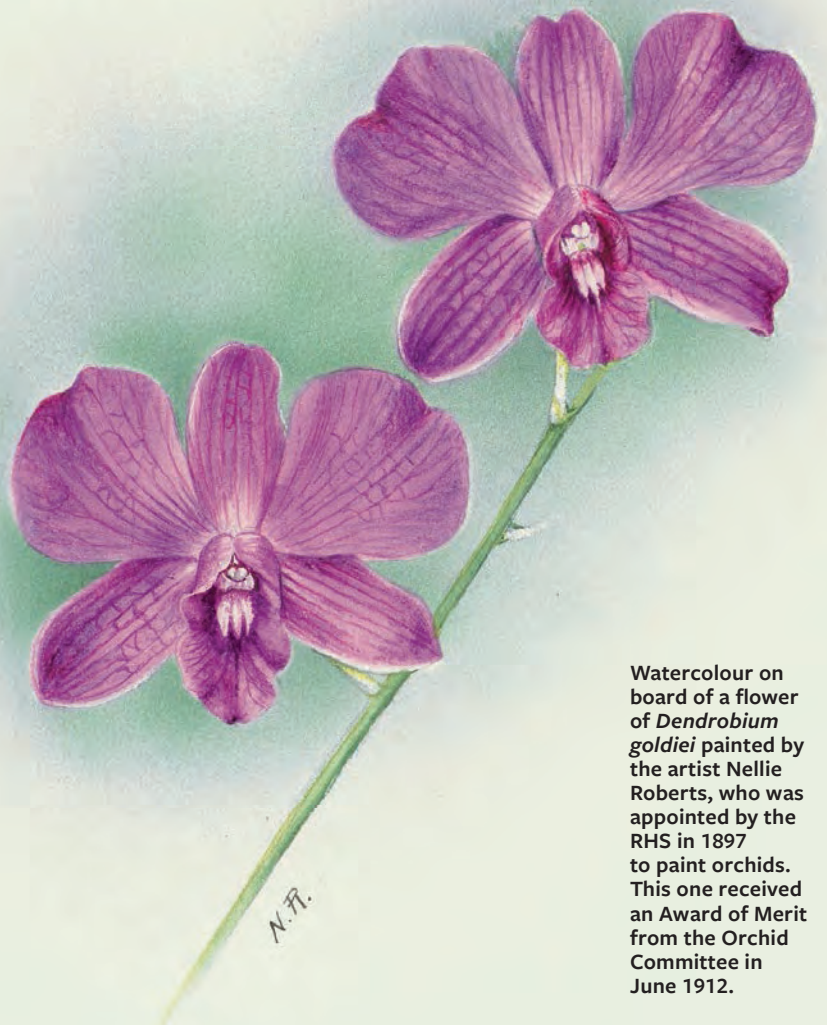 N.R.
Watercolour on
board of a flower
of Dendrobium
goldiei painted by
the artist Nellie
Roberts, who was
appointed by the
RHS in 1897
to paint orchids.
This one received
an Award of Merit
from the Orchid
Committee in
June 1912.